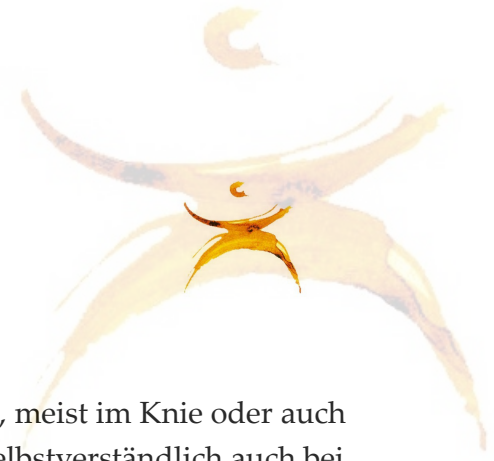 , meist im Knie oder auch
elbstverständlich auch bei